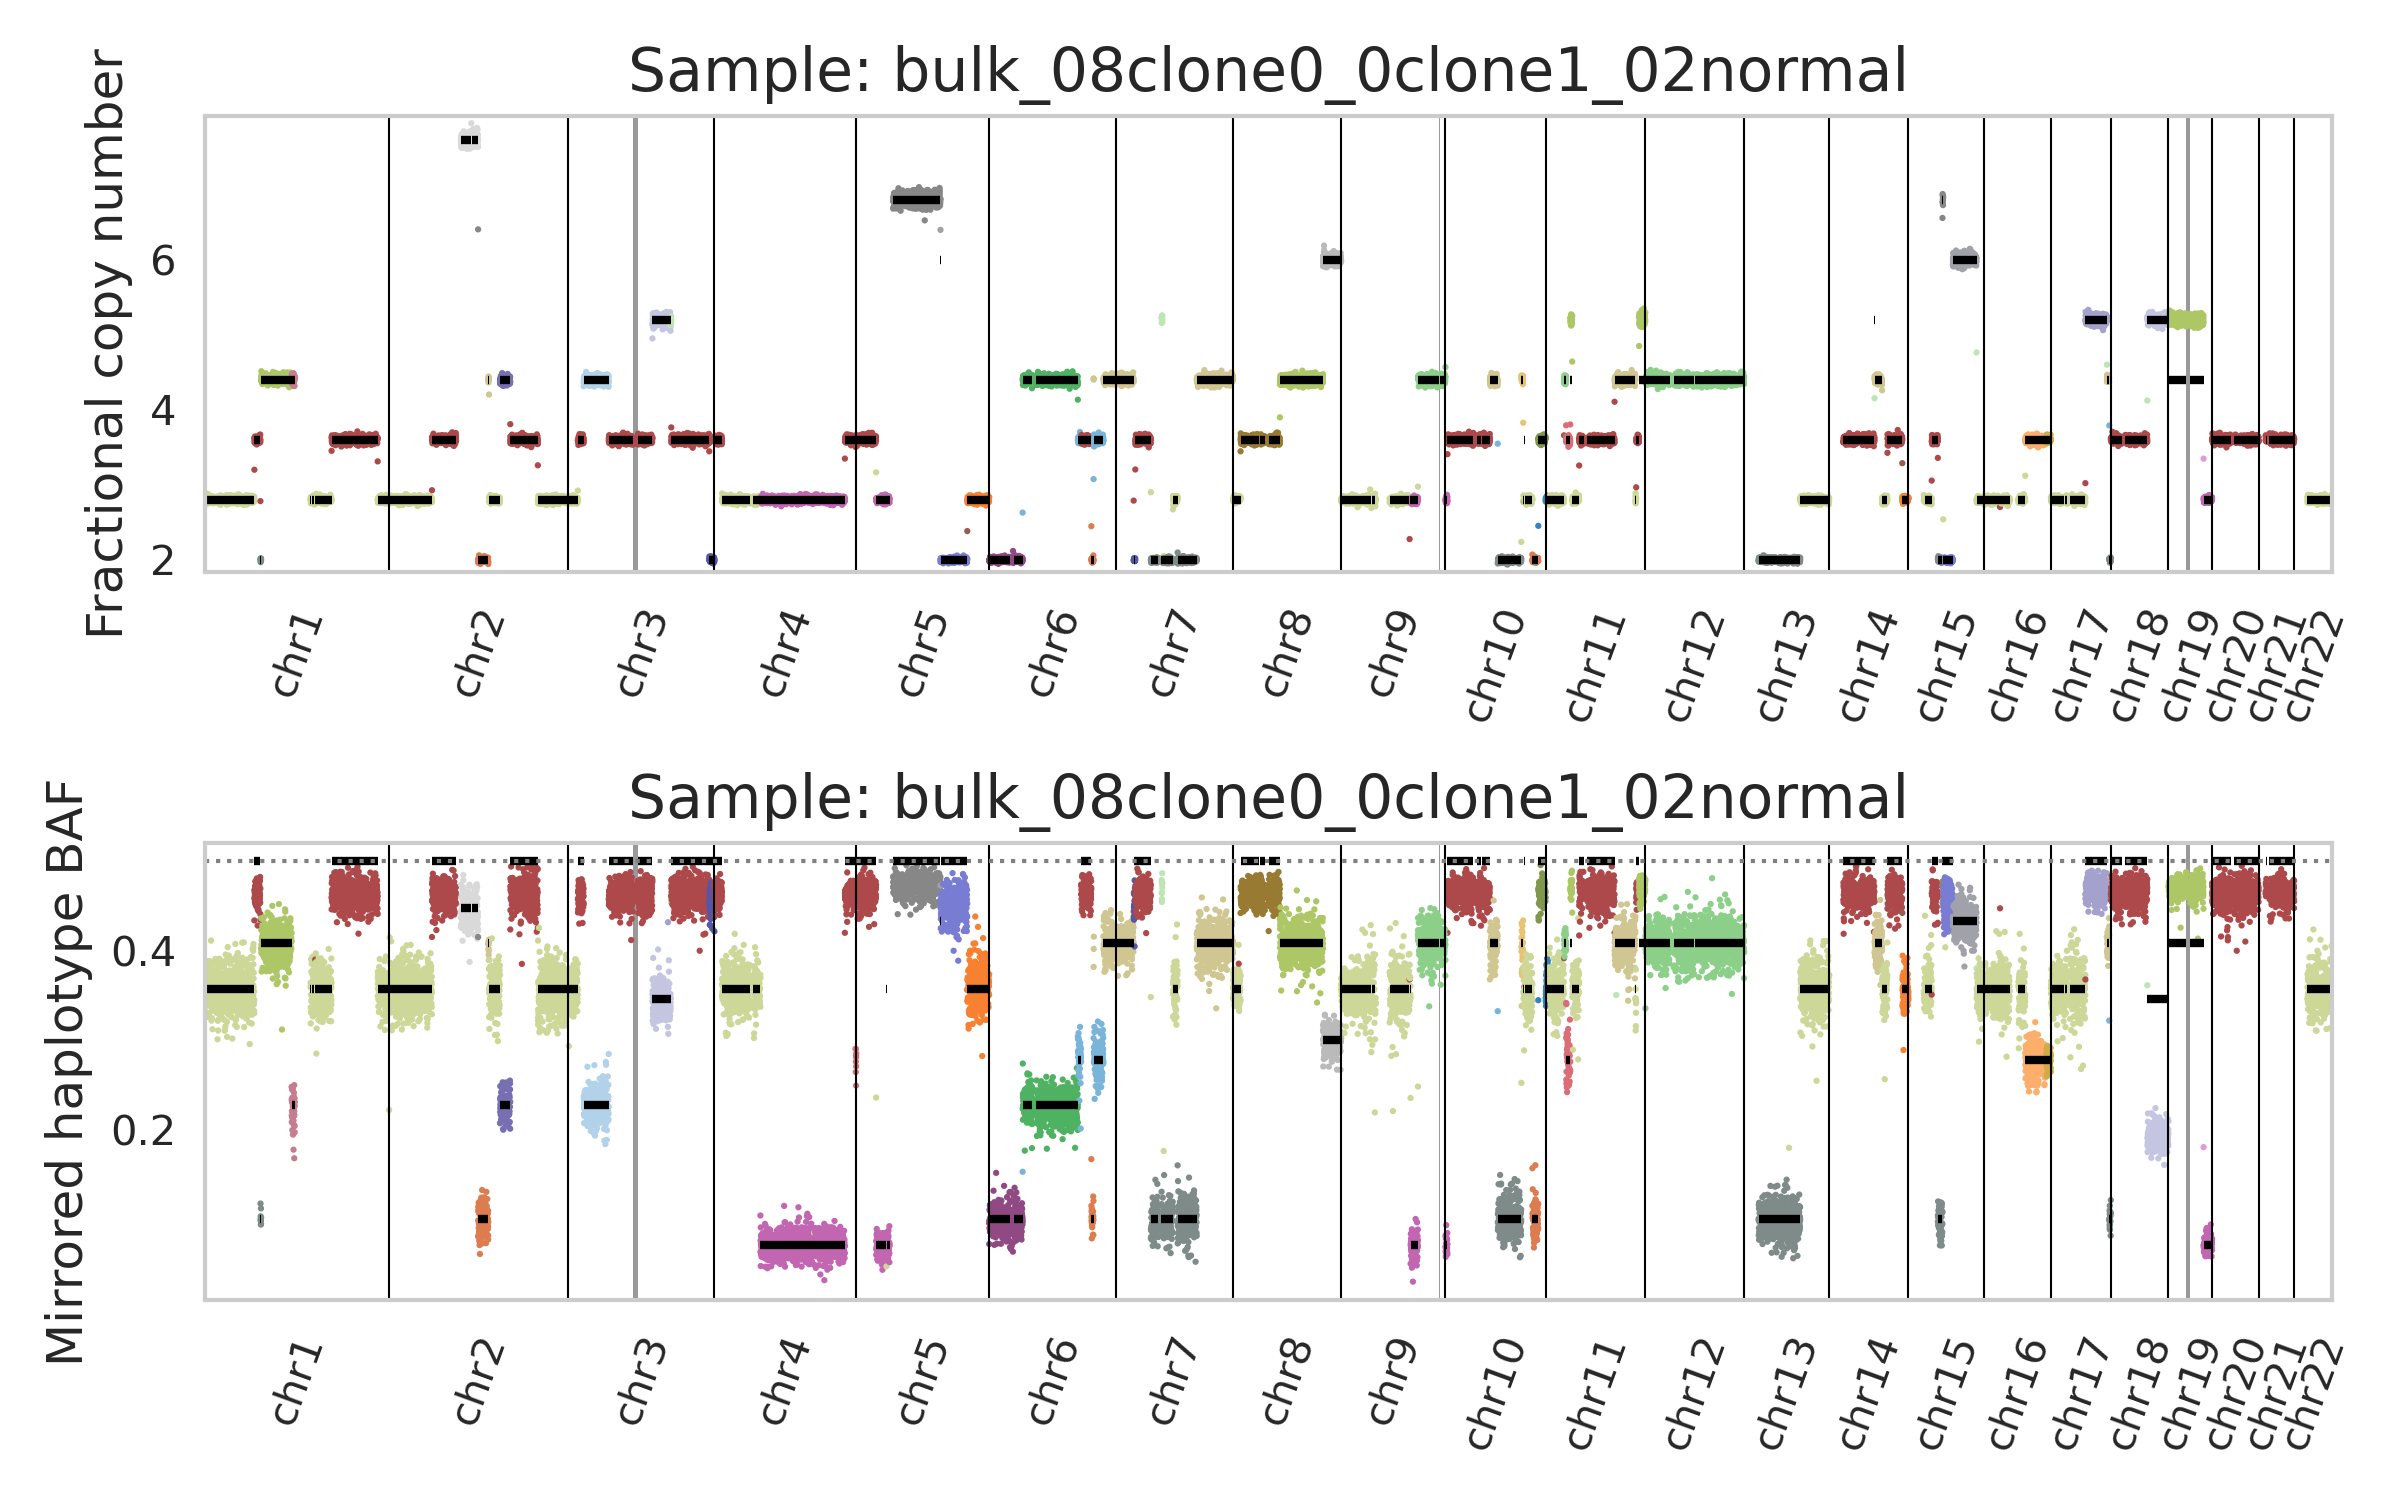 Sample: bulk_08clone0_0clone1_02normal
Fractional copy number
6
4
2
chr1 chr2 chr3 chr4 chr5 chr6 chr7 chr8 chr9 chr10 chr11 chr12 chr13 chr14 chr15 chr16 chr17 chr18 chr19 chr20 chr21 chr22
Sample: bulk_08clone0_0clone1_02normal
Mirrored haplotype BAF
0.4
0.2
chr1 chr2 chr3 chr4 chr5 chr6 chr7 chr8 chr9 chr10 chr11 chr12 chr13 chr14 chr15 chr16 chr17 chr18 chr19 chr20 chr21 chr22